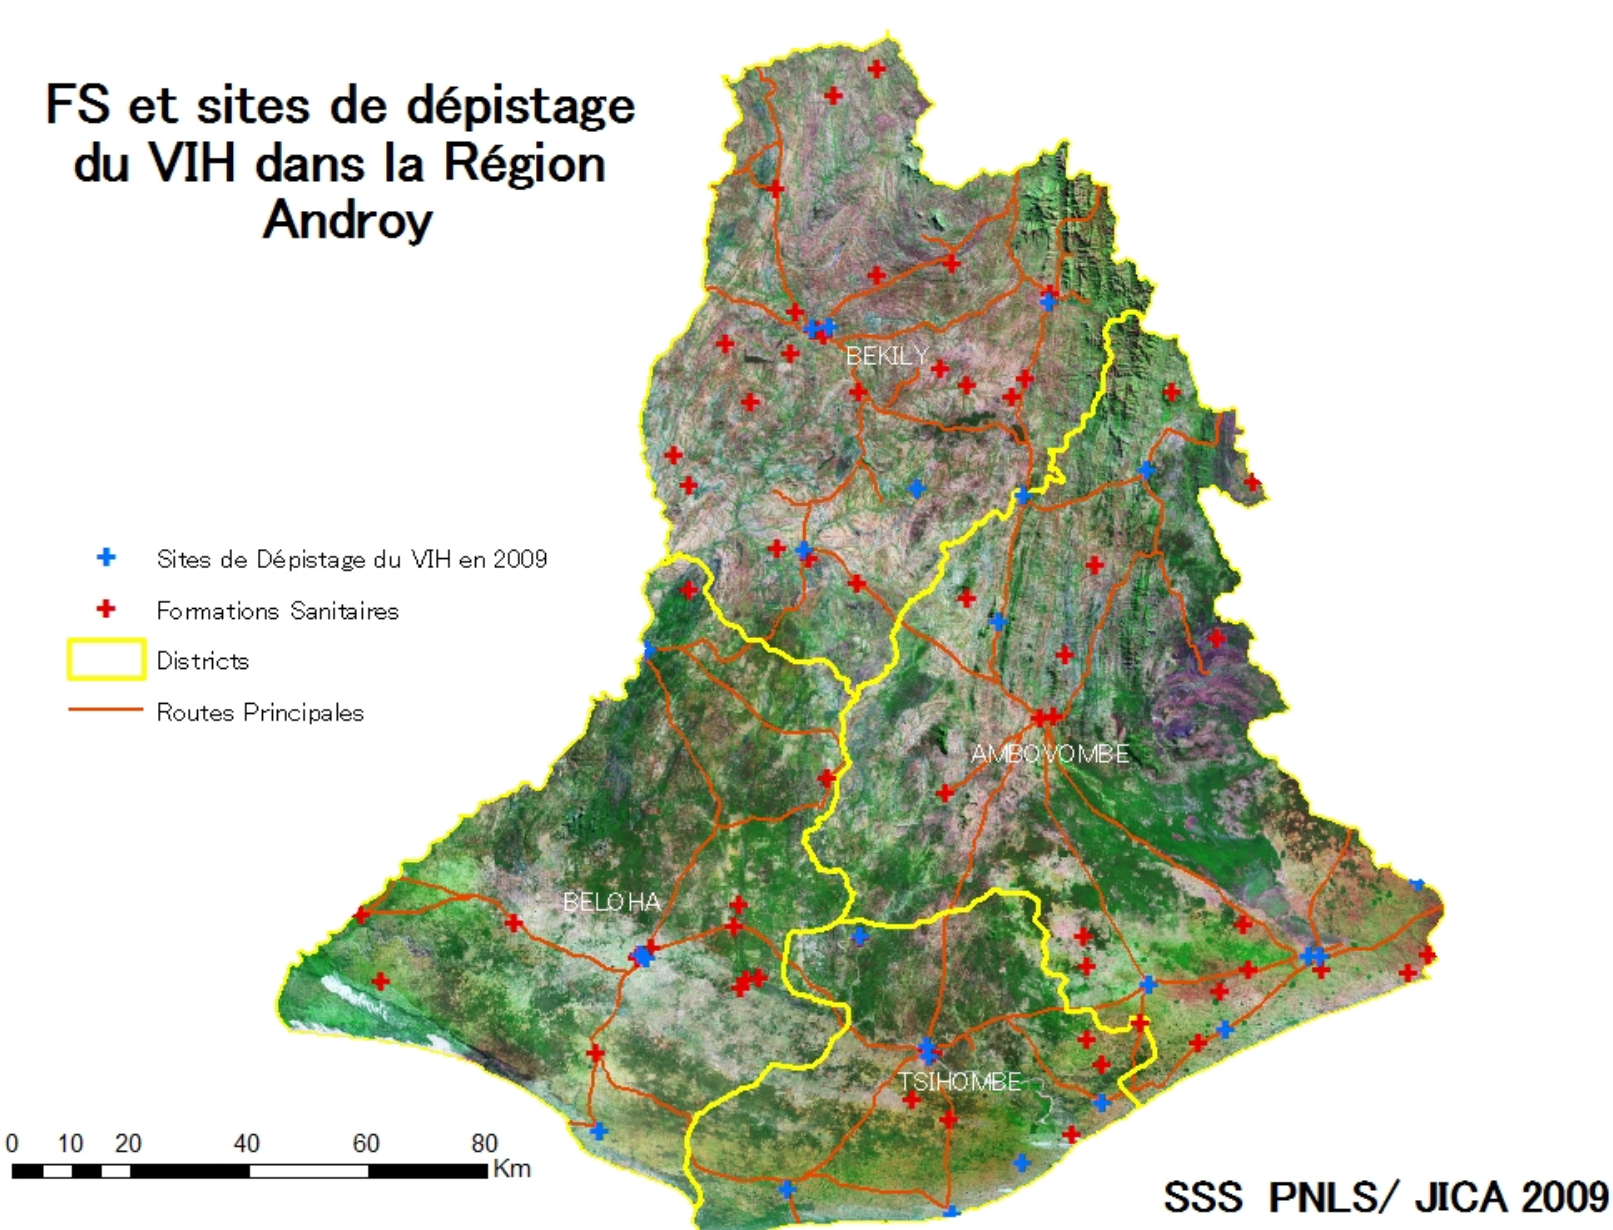 FS et sites de dépistage
du VIH dans la Région
Androy
BEKILY
Sites de Dépistage du VIH en 2009
Formations Sanitaires
Districts
Routes Principales
AMBOVOMBE
BELOHA
TSIHOMBE
0 10 20 40 60 80
Km
SSS PNLS/ JICA 2009